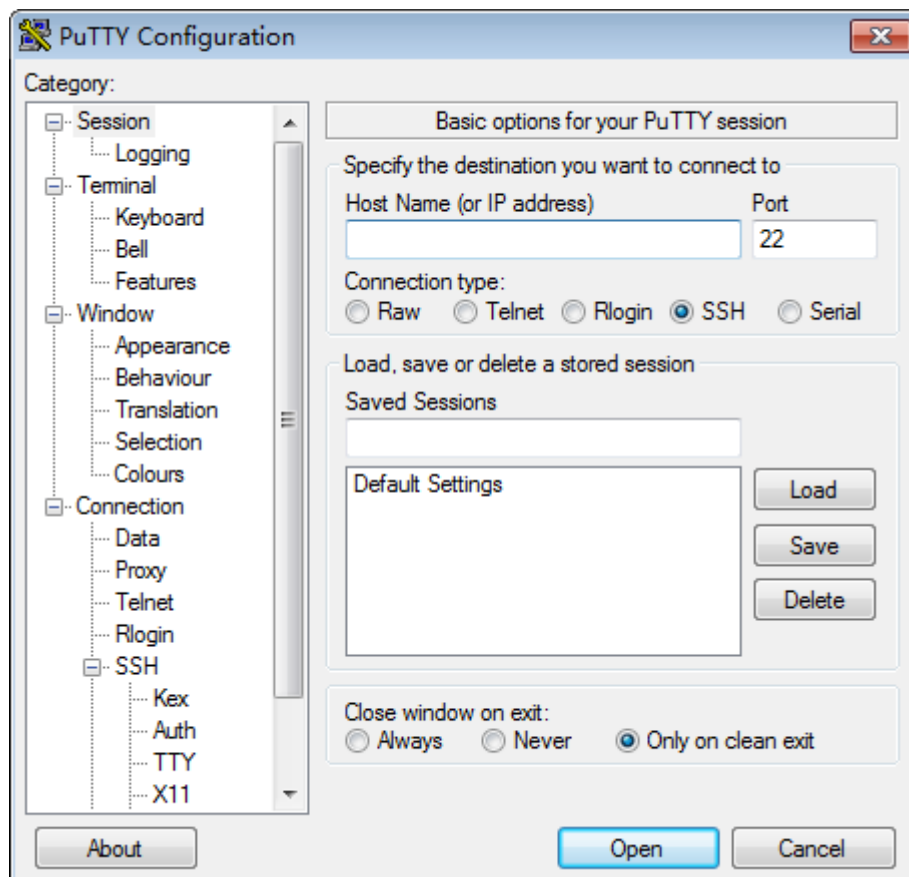 PuTTY Configuration
Category:
Session
Logging
Terminal
Keyboard
Bell
Features
Window
Appearance
Behaviour
Translation
Selection
Colours
Connection
Data
Proxy
Telnet
Rlogin
SSH
Kex
Auth
TTY
X11
Basic options for your PuTTY session
Specify the destination you want to connect to
Host Name (or IP address) Port
22
Connection type:
Raw Telnet Rlogin SSH Serial
Load, save or delete a stored session
Saved Sessions
Default Settings
Load
Save
Delete
Close window on exit:
Always Never Only on clean exit
About Open Cancel